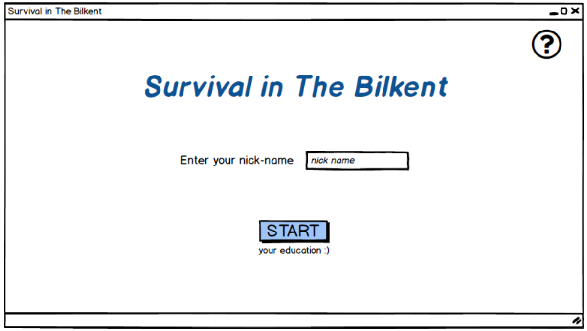 Survival in The Bilkent
?
Survival in The Bilkent
Enter your nick-name nick name
START
your education :)